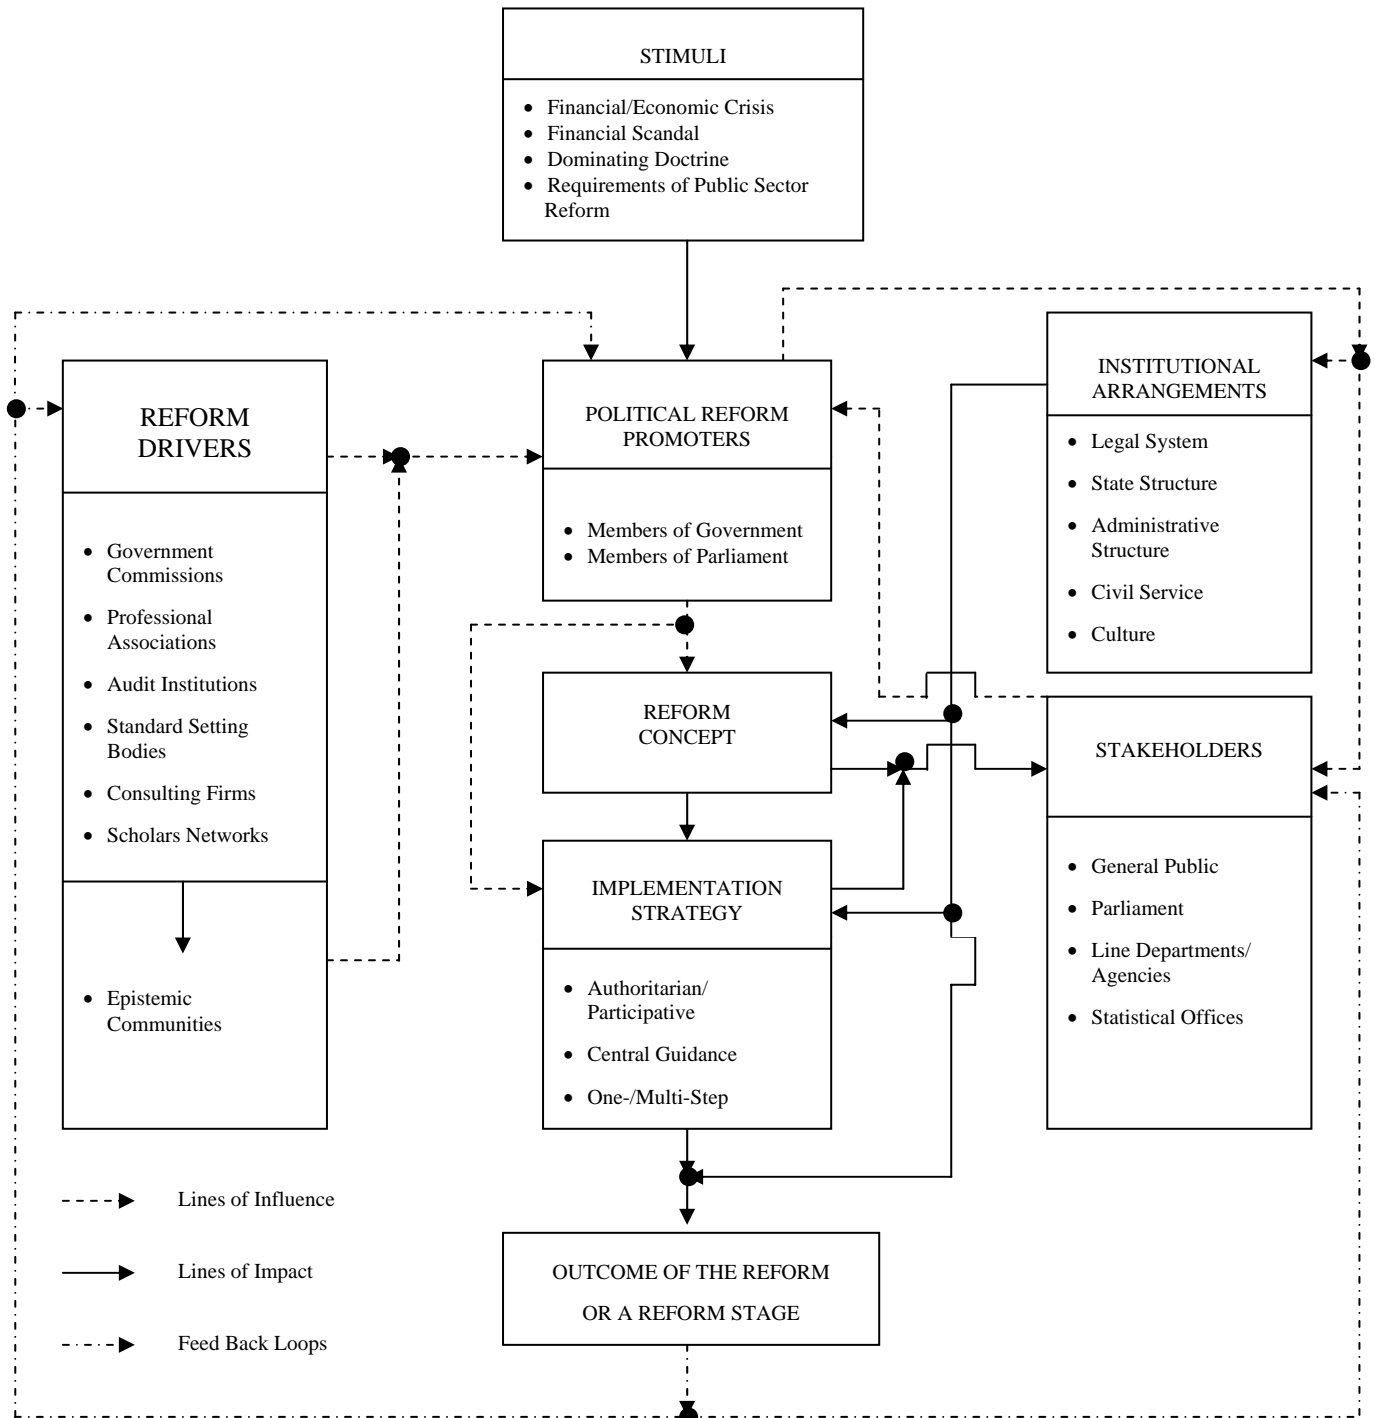 STIMULI
• Financial/Economic Crisis
• Financial Scandal
• Dominating Doctrine
• Requirements of Public Sector
Reform
REFORM
DRIVERS
• Government
Commissions
• Professional
Associations
• Audit Institutions
• Standard Setting
Bodies
• Consulting Firms
• Scholars Networks
• Epistemic
Communities
POLITICAL REFORM
PROMOTERS
• Members of Government
• Members of Parliament
REFORM
CONCEPT
IMPLEMENTATION
STRATEGY
• Authoritarian/
Participative
• Central Guidance
• One-/Multi-Step
INSTITUTIONAL
ARRANGEMENTS
• Legal System
• State Structure
• Administrative
Structure
• Civil Service
• Culture
STAKEHOLDERS
• General Public
• Parliament
• Line Departments/
Agencies
• Statistical Offices
OUTCOME OF THE REFORM
OR A REFORM STAGE
Lines of Influence
Lines of Impact
Feed Back Loops